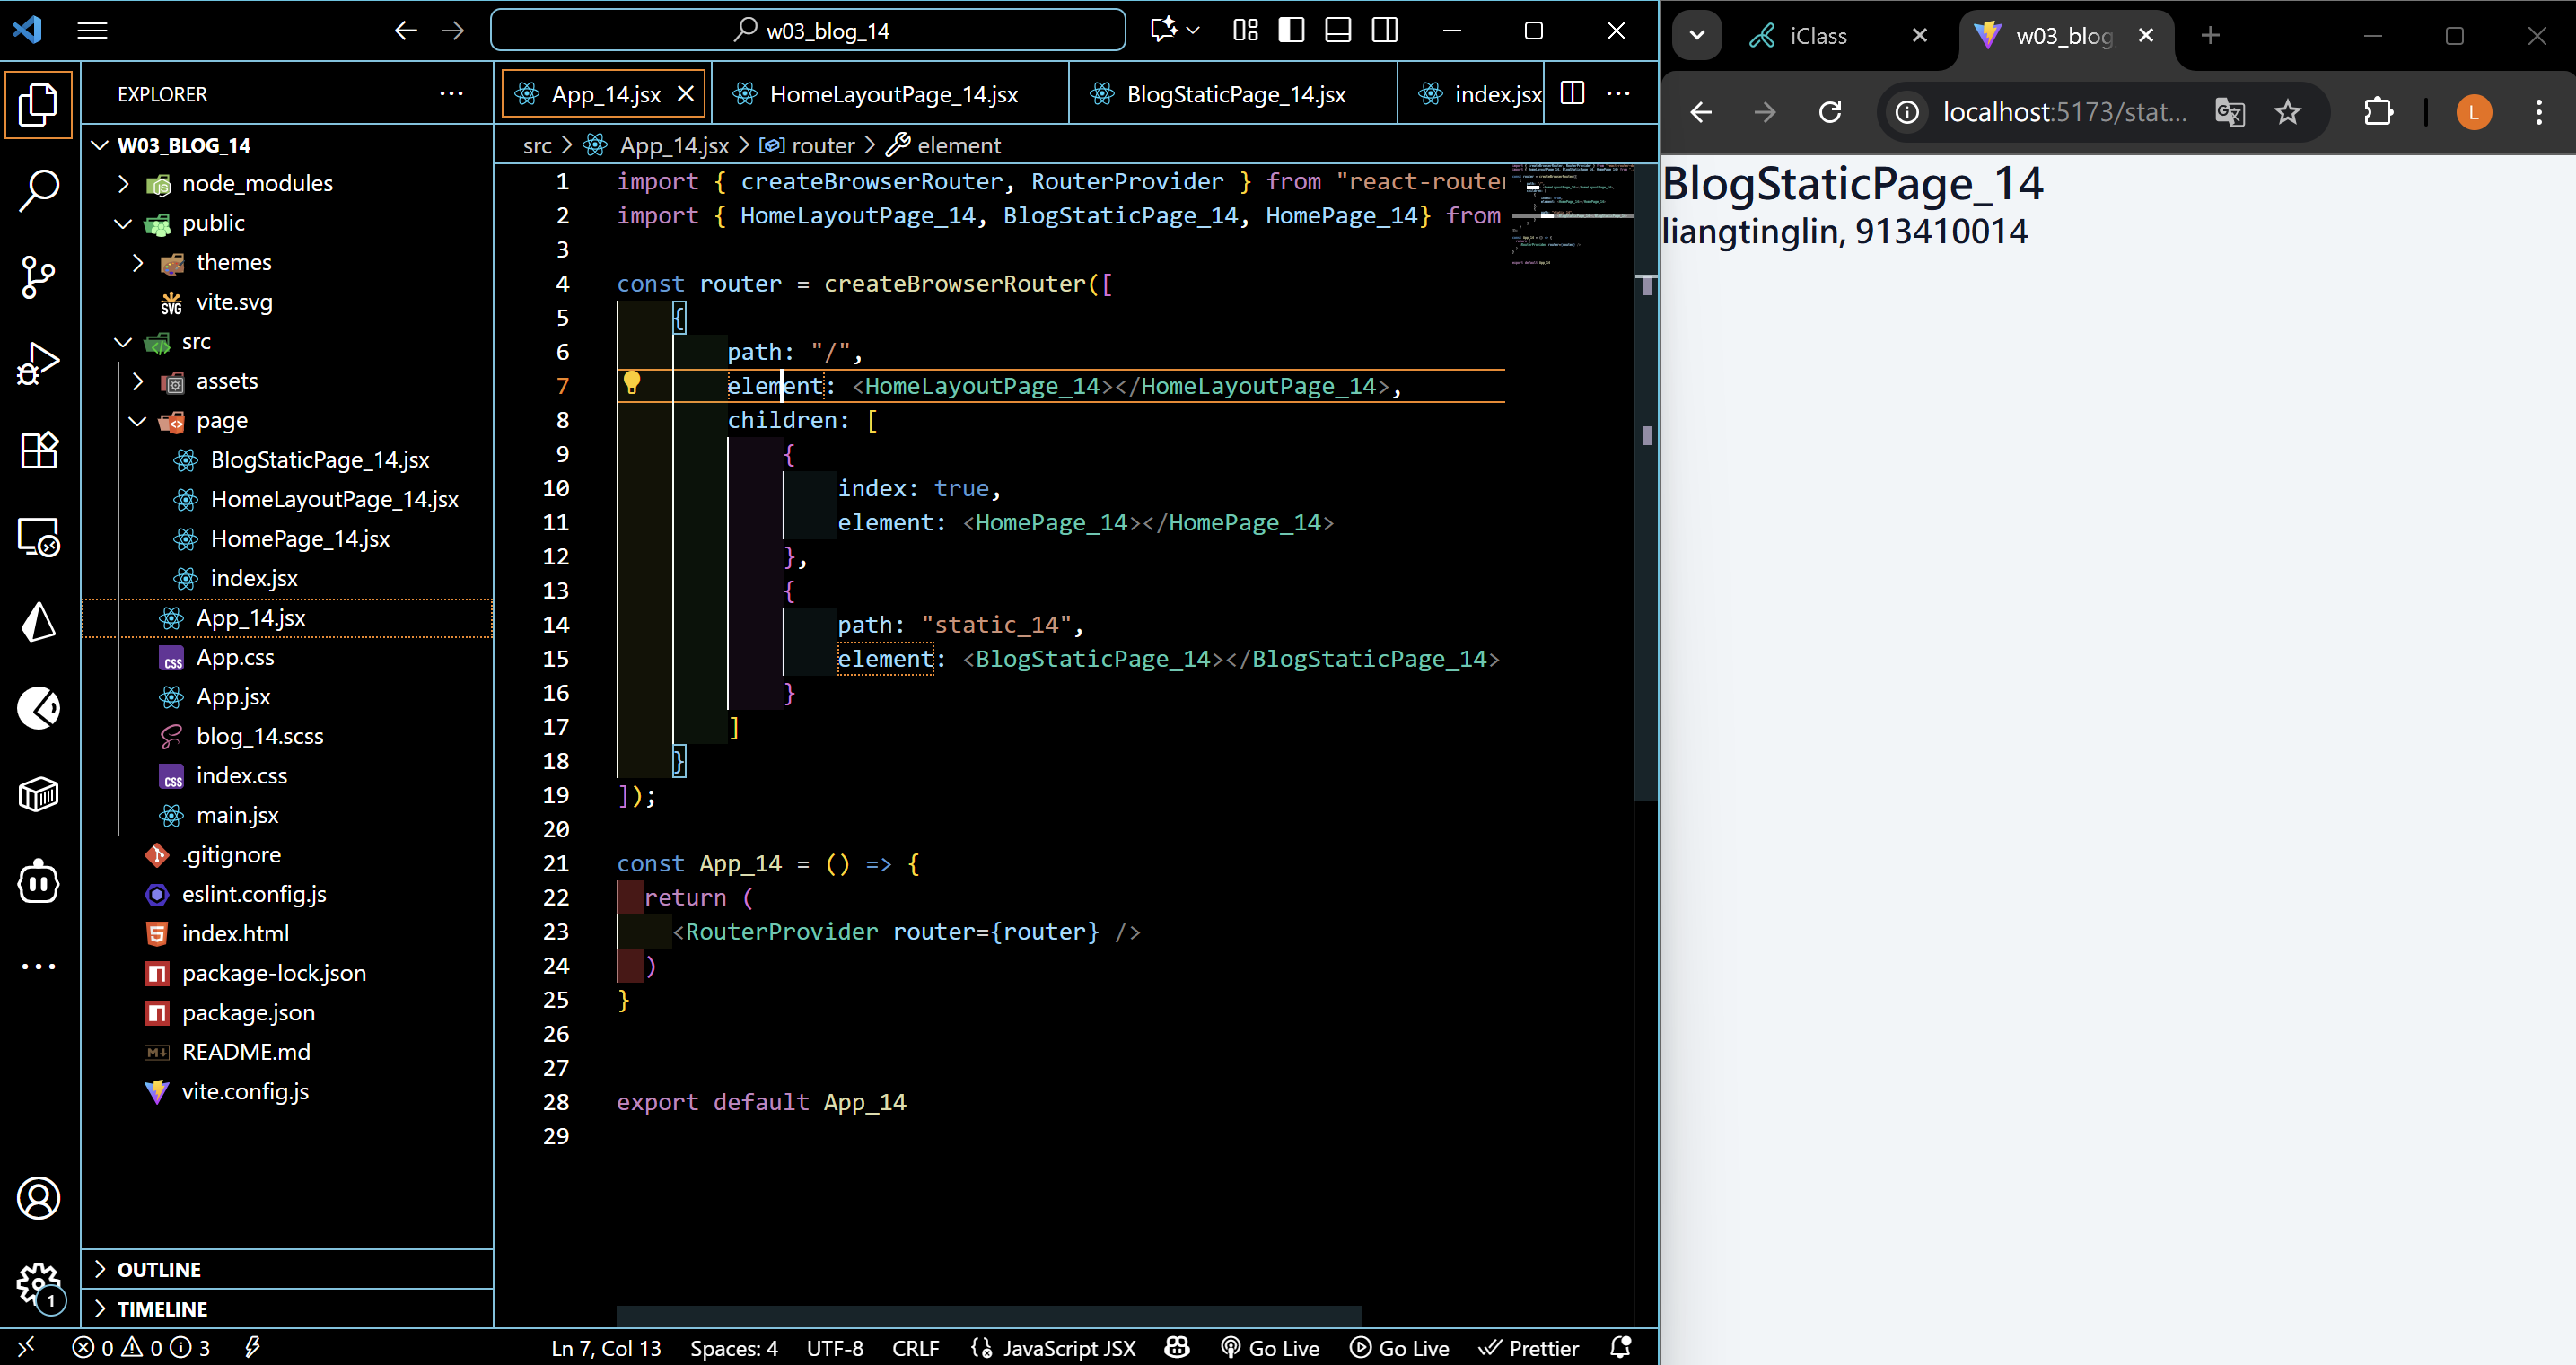 w03_blog_14
EXPLORER
W03_BLOG_14
node_modules
public
themes
vite.svg
src
assets
page
BlogStaticPage_14.jsx
HomeLayoutPage_14.jsx
HomePage_14.jsx
index.jsx
App_14.jsx
App.css
App.jsx
blog_14.scss
index.css
main.jsx
.gitignore
eslint.config.js
index.html
package-lock.json
package.json
README.md
vite.config.js
OUTLINE
TIMELINE
App_14.jsx
HomeLayoutPage_14.jsx
BlogStaticPage_14.jsx
index.jsx
src > App_14.jsx > router > element
1 import { createBrowserRouter, RouterProvider } from "react-router
2 import { HomeLayoutPage_14, BlogStaticPage_14, HomePage_14} from
3
4 const router = createBrowserRouter([
5 {
6 path: "/",
7 element: <HomeLayoutPage_14></HomeLayoutPage_14>,
8 children: [
9 {
10 index: true,
11 element: <HomePage_14></HomePage_14>
12 },
13 {
14 path: "static_14",
15 element: <BlogStaticPage_14></BlogStaticPage_14>
16 }
17 ]
18 }
19 ]);
20
21 const App_14 = () => {
22 return (
23 <RouterProvider router={router} />
24 )
25 }
26
27
28 export default App_14
29
1
0 0 3
Ln 7, Col 13
Spaces: 4
UTF-8
CRLF
JavaScript JSX
Go Live
Go Live
Prettier
iClass
w03_blog
localhost:5173/stat...
L
BlogStaticPage_14
liangtinglin, 913410014